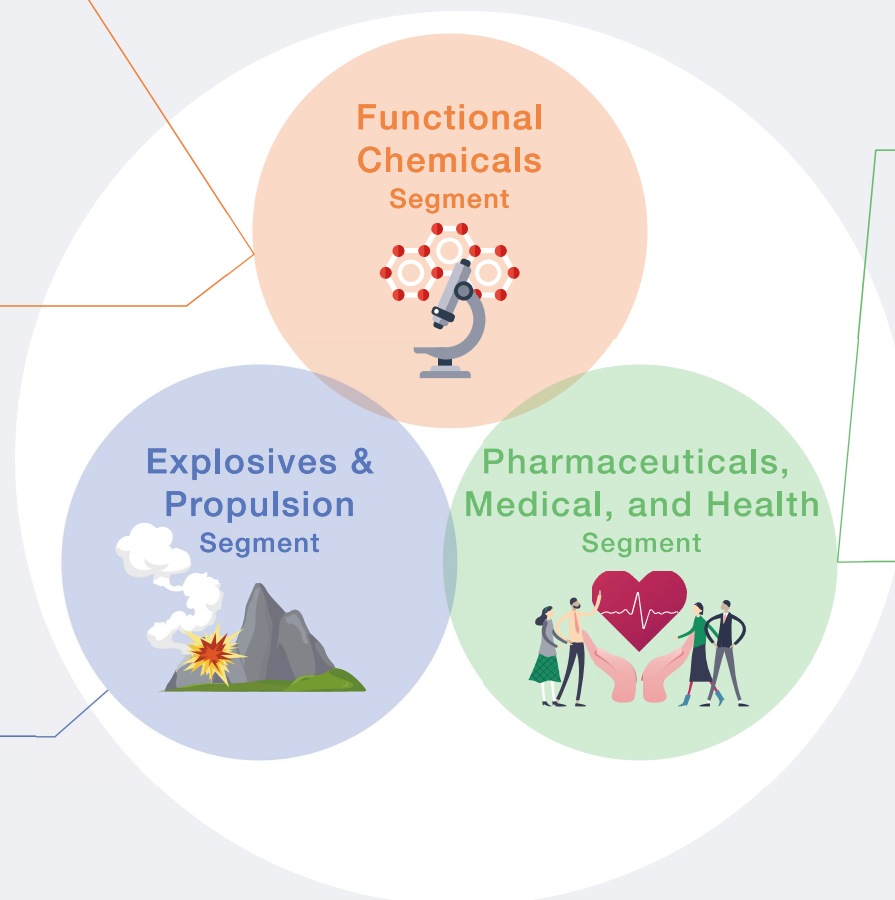 Functional
Chemicals
Segment
Explosives &
Propulsion
Segment
Pharmaceuticals,
Medical, and Health
Segment